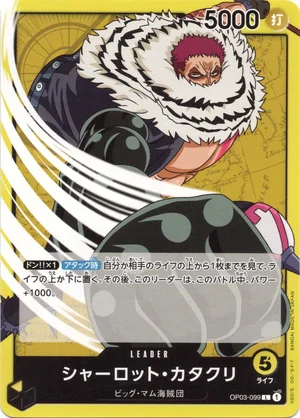 5000 打
ドン!!×1 アタック時 自分か相手のライフの上から1枚までを見て、ラ
イフの上か下に置く。その後、このリーダーは、このバトル中、パワー
+1000。
LEADER
シャーロット・カタクリ
ビッグ・マム海賊団
5
ライフ
OP03-099 L 1